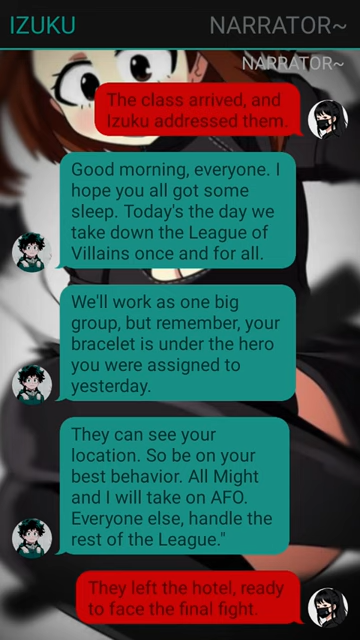 IZUKU NARRATOR~
NARRATOR~
The class arrived, and
Izuku addressed them.
Good morning, everyone. I
hope you all got some
sleep. Today's the day we
take down the League of
Villains once and for all.
We'll work as one big
group, but remember, your
bracelet is under the hero
you were assigned to
yesterday.
They can see your
location. So be on your
best behavior. All Might
and I will take on AFO.
Everyone else, handle the
rest of the League."
They left the hotel, ready
to face the final fight.